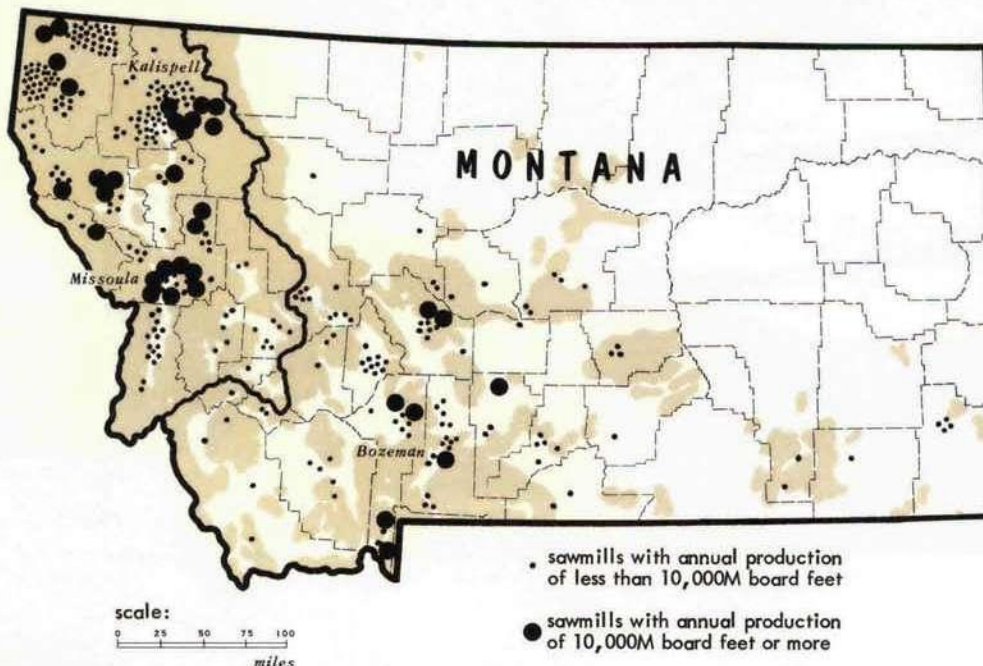 Kalispell
MONTANA
Missoula
Bozeman
sawmills with annual production
of less than 10,000M board feet
scale:
0 25 50 75 100
miles
sawmills with annual production
of 10,000M board feet or more